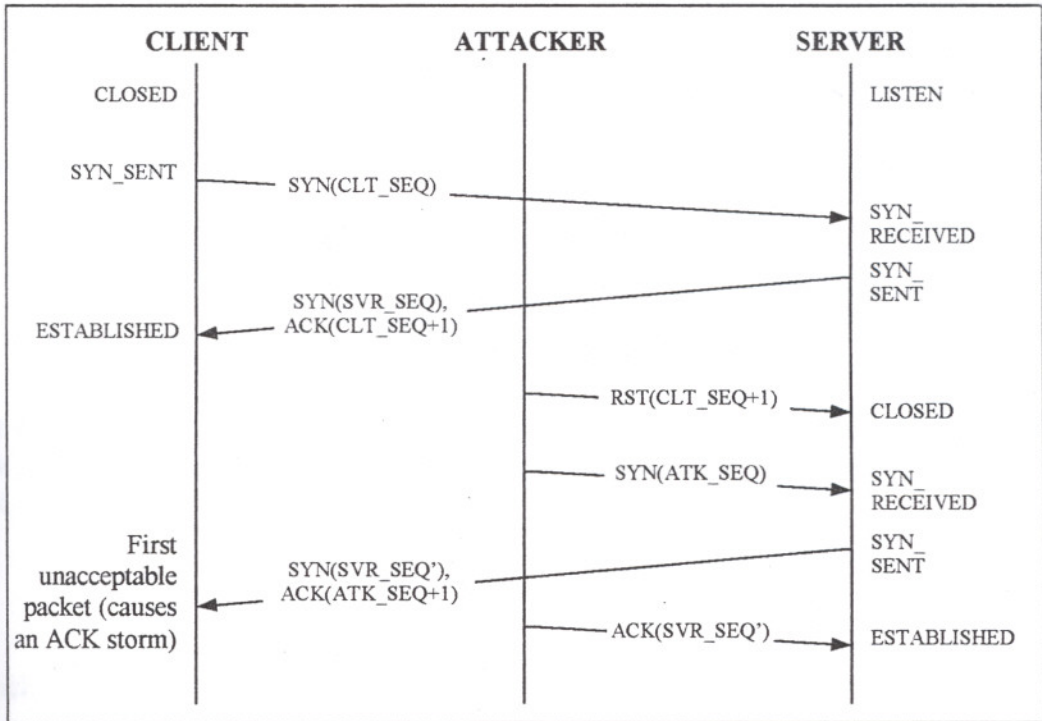 CLIENT ATTACKER SERVER
CLOSED LISTEN
SYN_SENT
SYN(CLT_SEQ)
SYN_
RECEIVED
SYN_
SENT
SYN(SVR_SEQ),
ACK(CLT_SEQ+1)
ESTABLISHED
RST(CLT_SEQ+1)
CLOSED
SYN(ATK_SEQ)
SYN_
RECEIVED
First
unacceptable
packet (causes
an ACK storm)
SYN_
SENT
SYN(SVR_SEQ’),
ACK(ATK_SEQ+1)
ACK(SVR_SEQ’)
ESTABLISHED